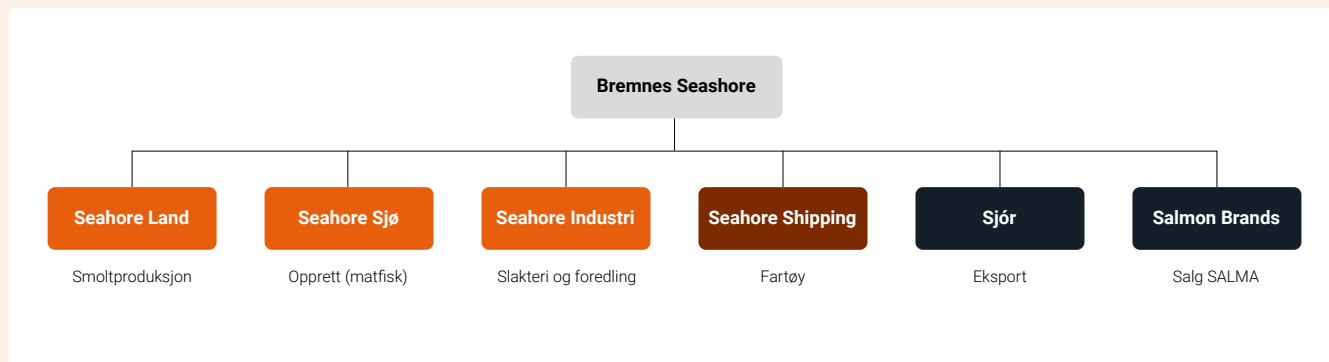 Bremnes Seashore
Seahore Land
Seahore Sjø
Seahore Industri
Seahore Shipping
Sjór
Salmon Brands
Smoltproduksjon
Opprett (matfisk)
Slakteri og foredling
Fartøy
Eksport
Salg SALMA